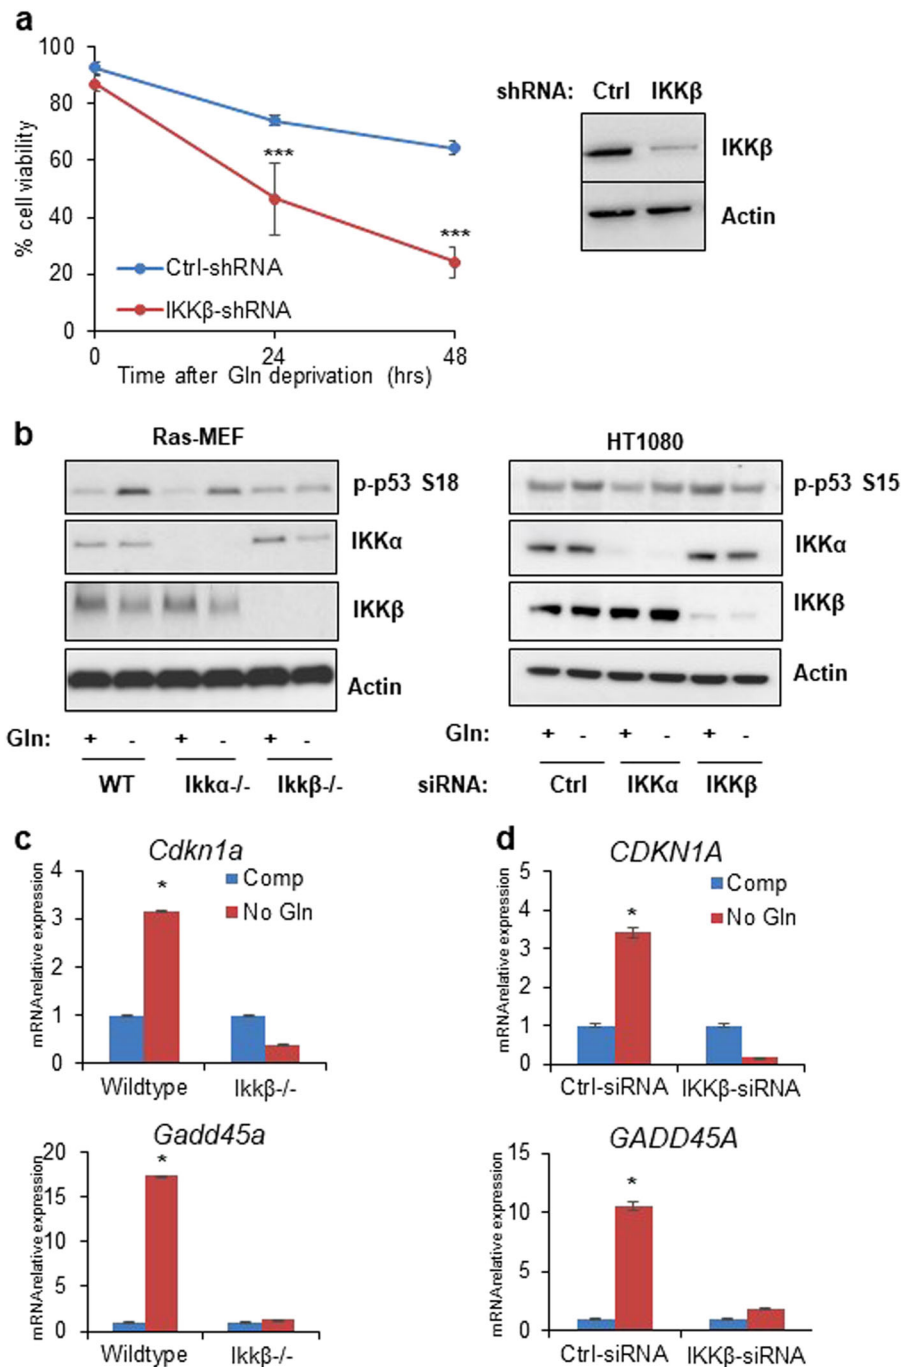 a
100
80
60
40
20
0
% cell viability
***
***
Ctrl-shRNA
IKKβ-shRNA
0 24 48
Time after Gln deprivation (hrs)
shRNA: Ctrl IKKβ
IKKβ
Actin
b
Ras-MEF
p-p53 S18
IKKα
IKKβ
Actin
Gln: + - + - + -
WT Ikkα-/- Ikkβ-/-
HT1080
p-p53 S15
IKKα
IKKβ
Actin
Gln: + - + - + -
siRNA: Ctrl IKKα IKKβ
c
Cdkn1a
mRNArelative expression
4
3
2
1
0
*
Comp
No Gln
Wildtype Ikkβ-/-
Gadd45a
mRNArelative expression
20
15
10
5
0
*
Wildtype Ikkβ-/-
d
CDKN1A
mRNArelative expression
5
4
3
2
1
0
*
Comp
No Gln
Ctrl-siRNA IKKβ-siRNA
GADD45A
mRNArelative expression
15
10
5
0
*
Ctrl-siRNA IKKβ-siRNA